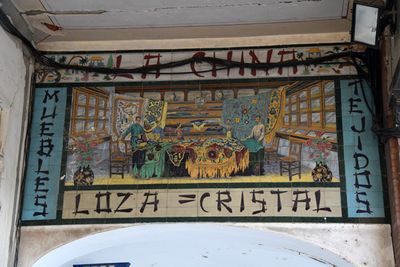 LA CHINA
MUEBLES
TEJIDOS
LOZA = CRISTAL